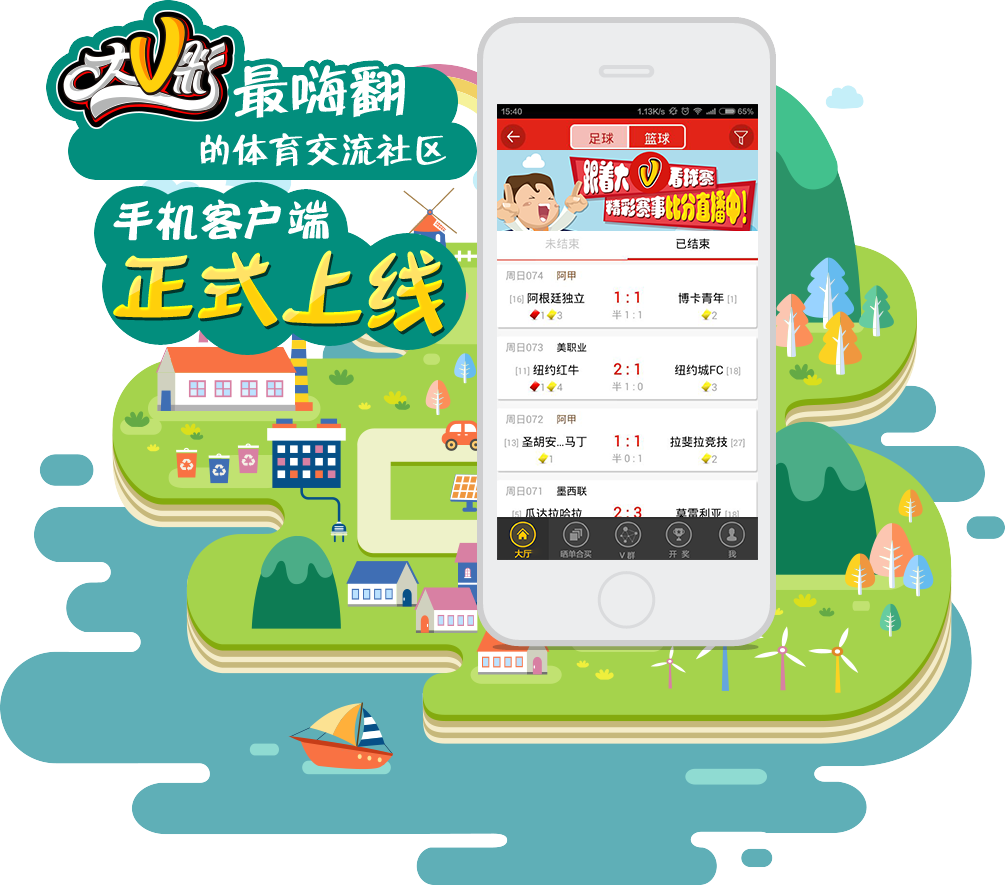 大V彩
最嗨翻
的体育交流社区
手机客户端
正式上线
15:40 1.13K/s 65%
足球 篮球
跟着大V看球赛
精彩赛事比分直播中!
未结束 已结束
周日074 阿甲
[16] 阿根廷独立 1 : 1 博卡青年 [1]
1 3 半 1 : 1 2
周日073 美职业
[11] 纽约红牛 2 : 1 纽约城FC [18]
1 4 半 1 : 0 3
周日072 阿甲
[13] 圣胡安...马丁 1 : 1 拉斐拉竞技 [27]
1 半 0 : 1 2
周日071 墨西联
[5] 瓜达拉哈拉 2 : 3 莫雷利亚 [18]
大厅 晒单合买 V群 开奖 我